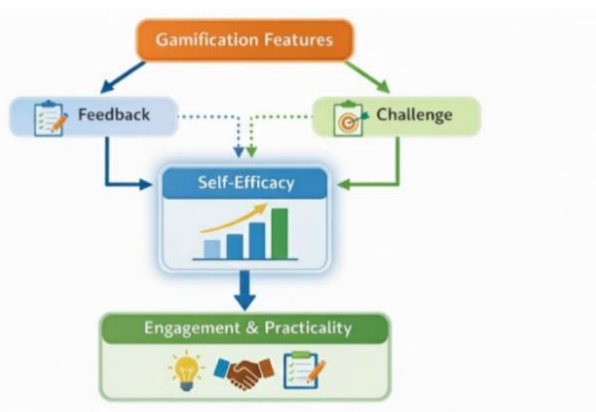 Gamification Features
Feedback
Challenge
Self-Efficacy
Engagement & Practicality